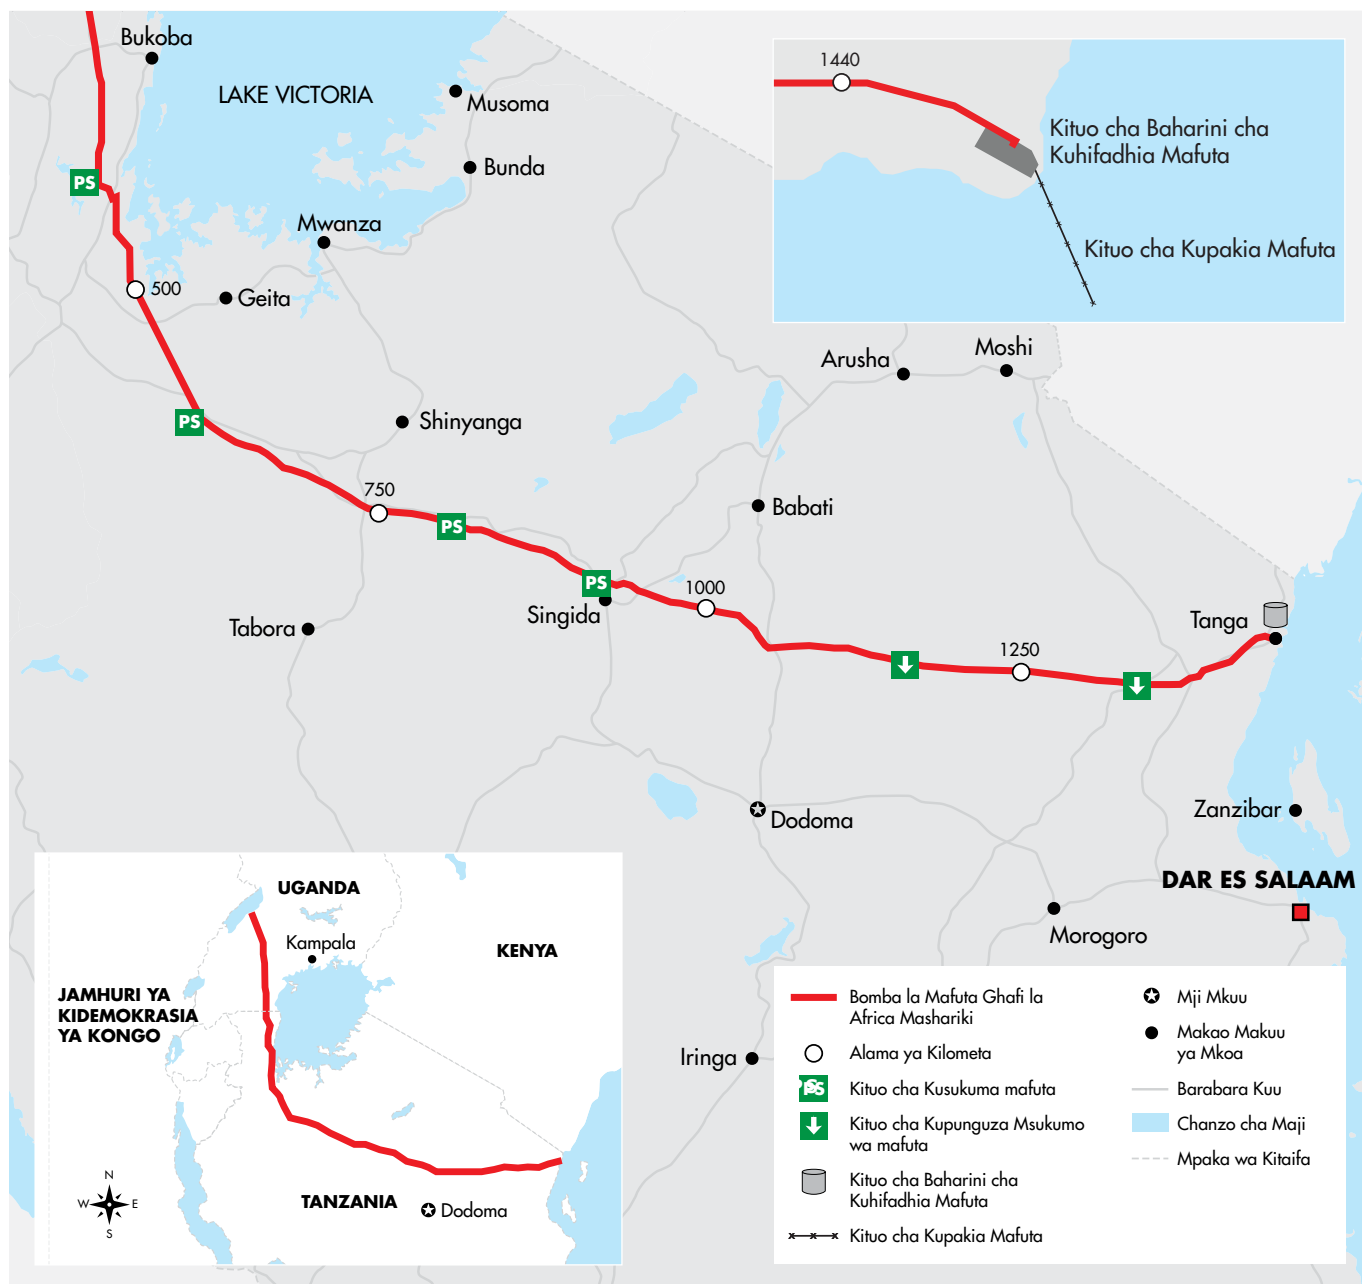 Bukoba
LAKE VICTORIA
Musoma
Bunda
Mwanza
PS
500
Geita
1440
Kituo cha Baharini cha
Kuhifadhia Mafuta
Kituo cha Kupakia Mafuta
Arusha
Moshi
PS
Shinyanga
750
PS
Babati
PS
Singida
1000
Tabora
1250
Tanga
Dodoma
Zanzibar
DAR ES SALAAM
Morogoro
Iringa
UGANDA
Kampala
KENYA
JAMHURI YA
KIDEMOKRASIA
YA KONGO
TANZANIA
Dodoma
N
W
E
S
Bomba la Mafuta Ghafi la
Africa Mashariki
Alama ya Kilometa
PS
Kituo cha Kusukuma mafuta
Kituo cha Kupunguza Msukumo
wa mafuta
Kituo cha Baharini cha
Kuhifadhia Mafuta
Kituo cha Kupakia Mafuta
Mji Mkuu
Makao Makuu
ya Mkoa
Barabara Kuu
Chanzo cha Maji
Mpaka wa Kitaifa